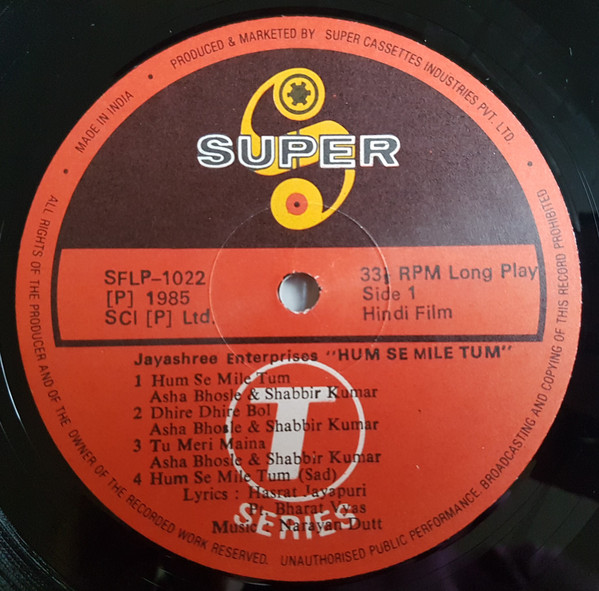 • MADE IN INDIA • PRODUCED & MARKETED BY SUPER CASSETTES INDUSTRIES PVT. LTD. •
SUPER
SFLP-1022
[P] 1985
SCI [P] Ltd.
33⅓ RPM Long Play
Side 1
Hindi Film
Jayashree Enterprises "HUM SE MILE TUM"
1 Hum Se Mile Tum
Asha Bhosle & Shabbir Kumar
2 Dhire Dhire Bol
Asha Bhosle & Shabbir Kumar
3 Tu Meri Maina
Asha Bhosle & Shabbir Kumar
4 Hum Se Mile Tum (Sad)
Lyrics : Hasrat Jayapuri
Pt. Bharat Vyas
Music : Narayan Dutt
T
SERIES
ALL RIGHTS OF THE PRODUCER AND OF THE OWNER OF THE RECORDED WORK RESERVED. UNAUTHORISED PUBLIC PERFORMANCE, BROADCASTING AND COPYING OF THIS RECORD PROHIBITED